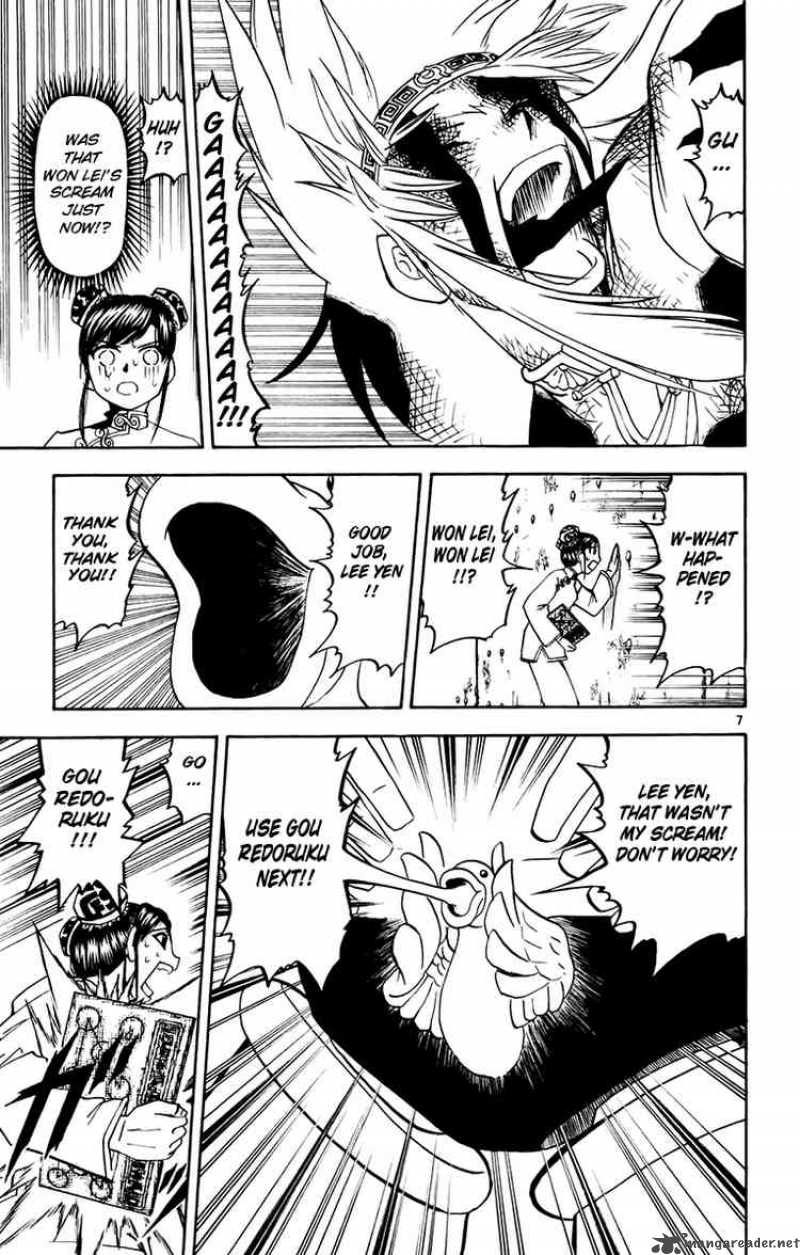 GU
...
GAAAAAAAAAAAA!!!
HUH
!?
WAS
THAT
WON LEI'S
SCREAM
JUST
NOW!?
W-WHAT
HAP-
PENED
!?
WON LEI,
WON LEI
!!?
GOOD
JOB,
LEE YEN
!!
THANK
YOU,
THANK
YOU!!
7
LEE YEN,
THAT WASN'T
MY SCREAM!
DON'T WORRY!
USE GOU
REDORUKU
NEXT!!
GO
...
GOU
REDO-
RUKU
!!!
mangareader.net